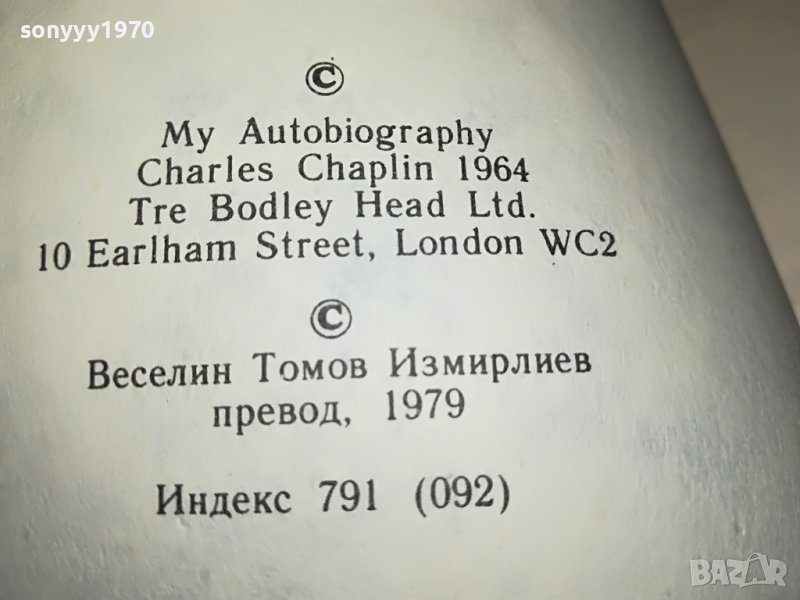 sonyyy1970
©
My Autobiography
Charles Chaplin 1964
Tre Bodley Head Ltd.
10 Earlham Street, London WC2
©
Веселин Томов Измирлиев
превод, 1979
Индекс 791 (092)
BAZAR